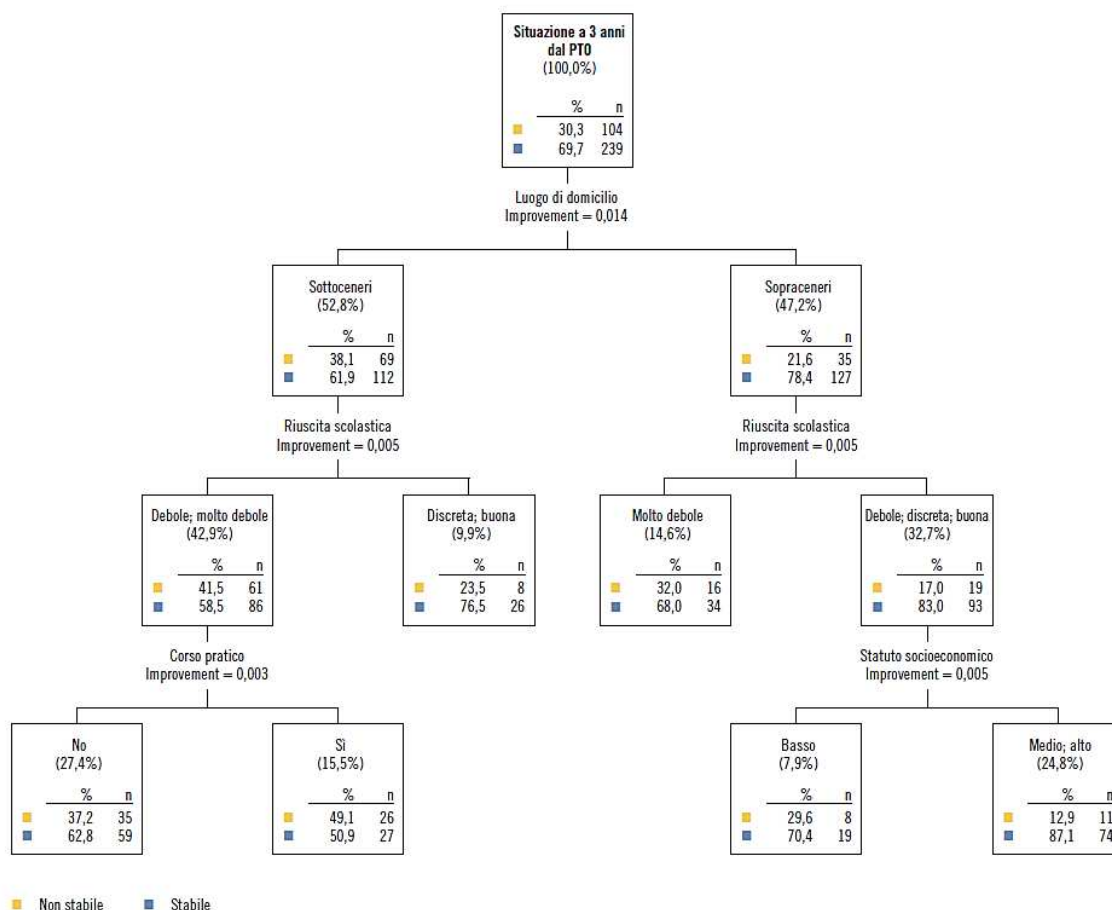 Situazione a 3 anni
dal PTO
(100,0%)
% n
30,3 104
69,7 239
Luogo di domicilio
Improvement = 0,014
Sottoceneri
(52,8%)
% n
38,1 69
61,9 112
Sopraceneri
(47,2%)
% n
21,6 35
78,4 127
Riuscita scolastica
Improvement = 0,005
Riuscita scolastica
Improvement = 0,005
Debole; molto debole
(42,9%)
% n
41,5 61
58,5 86
Discreta; buona
(9,9%)
% n
23,5 8
76,5 26
Molto debole
(14,6%)
% n
32,0 16
68,0 34
Debole; discreta; buona
(32,7%)
% n
17,0 19
83,0 93
Corso pratico
Improvement = 0,003
Statuto socioeconomico
Improvement = 0,005
No
(27,4%)
% n
37,2 35
62,8 59
Sì
(15,5%)
% n
49,1 26
50,9 27
Basso
(7,9%)
% n
29,6 8
70,4 19
Medio; alto
(24,8%)
% n
12,9 11
87,1 74
Non stabile Stabile